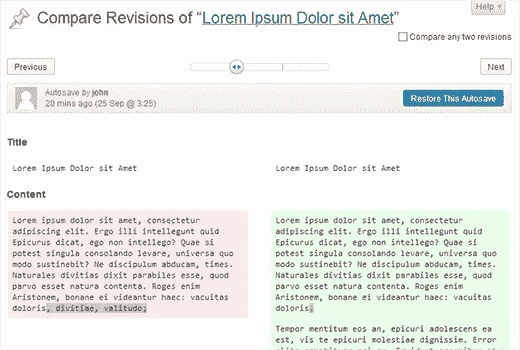 Help
Compare Revisions of “Lorem Ipsum Dolor sit Amet”
Compare any two revisions
Previous
Next
Autosave by john
20 mins ago (25 Sep @ 3:25)
Restore This Autosave
Title
Lorem Ipsum Dolor sit Amet
Lorem Ipsum Dolor sit Amet
Content
Lorem ipsum dolor sit amet, consectetur
adipiscing elit. Ergo illi intellegunt quid
Epicurus dicat, ego non intellego? Quae si
potest singula consolando levare, universa quo
modo sustinebit? Ne discipulum abducam, times.
Naturales divitias dixit parabiles esse, quod
parvo esset natura contenta. Roges enim
Aristonem, bonane ei videantur haec: vacuitas
doloris, divitiae, valitudo;
Lorem ipsum dolor sit amet, consectetur
adipiscing elit. Ergo illi intellegunt quid
Epicurus dicat, ego non intellego? Quae si
potest singula consolando levare, universa quo
modo sustinebit? Ne discipulum abducam, times.
Naturales divitias dixit parabiles esse, quod
parvo esset natura contenta. Roges enim
Aristonem, bonane ei videantur haec: vacuitas
doloris.
Tempor mentitum eos an, epicuri adolescens ea
est, vis te epicuri molestiae dignissim. Error